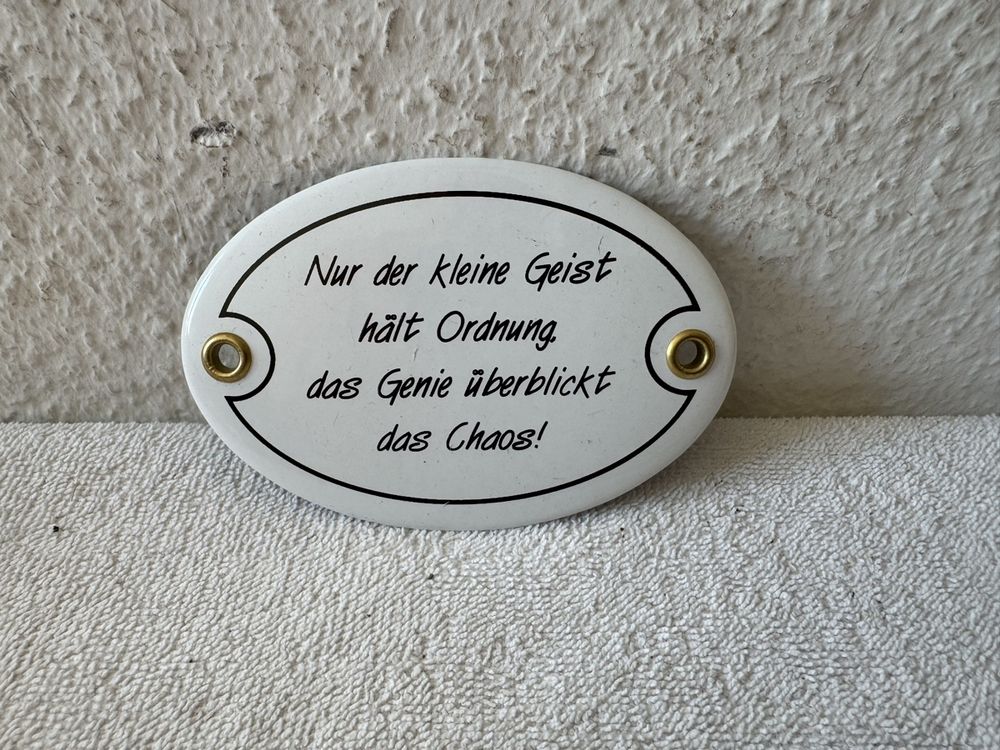 Nur der kleine Geist
hält Ordnung,
das Genie überblickt
das Chaos!